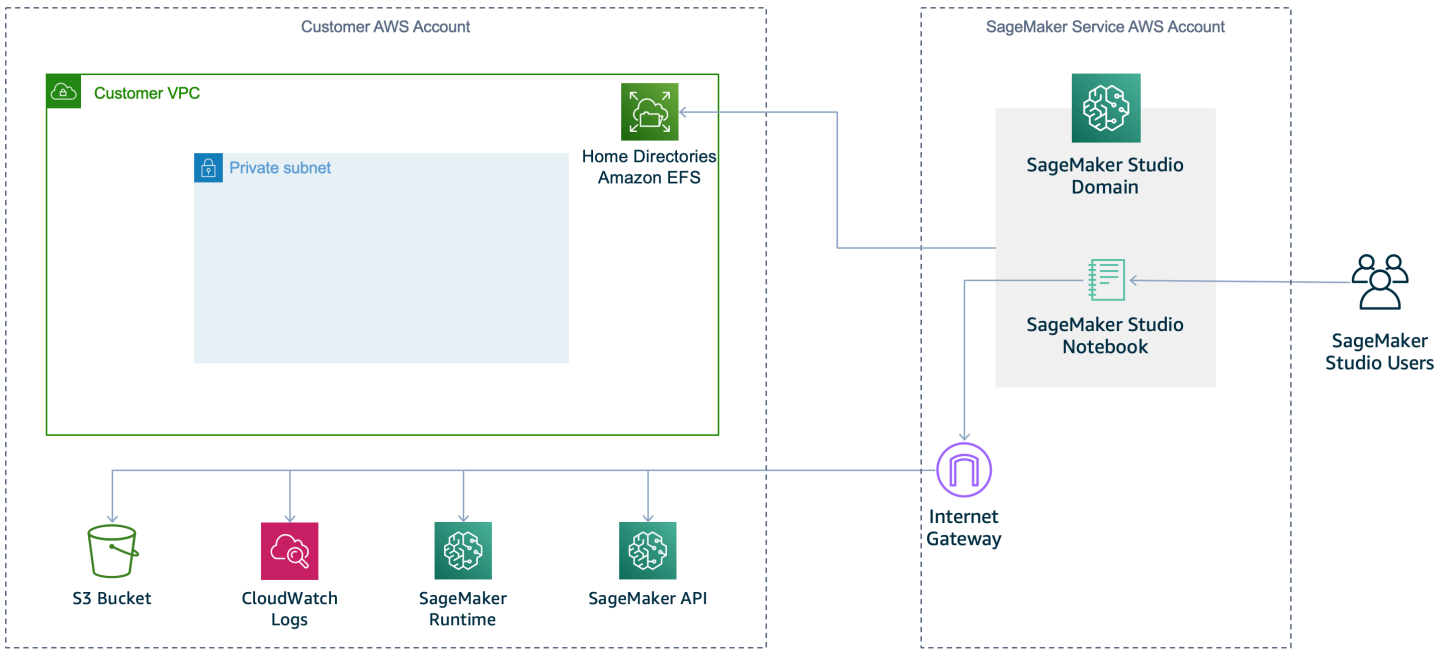 Customer AWS Account
SageMaker Service AWS Account
Customer VPC
Home Directories
Amazon EFS
Private subnet
SageMaker Studio
Domain
SageMaker Studio
Notebook
SageMaker
Studio Users
Internet
Gateway
S3 Bucket
CloudWatch
Logs
SageMaker
Runtime
SageMaker API